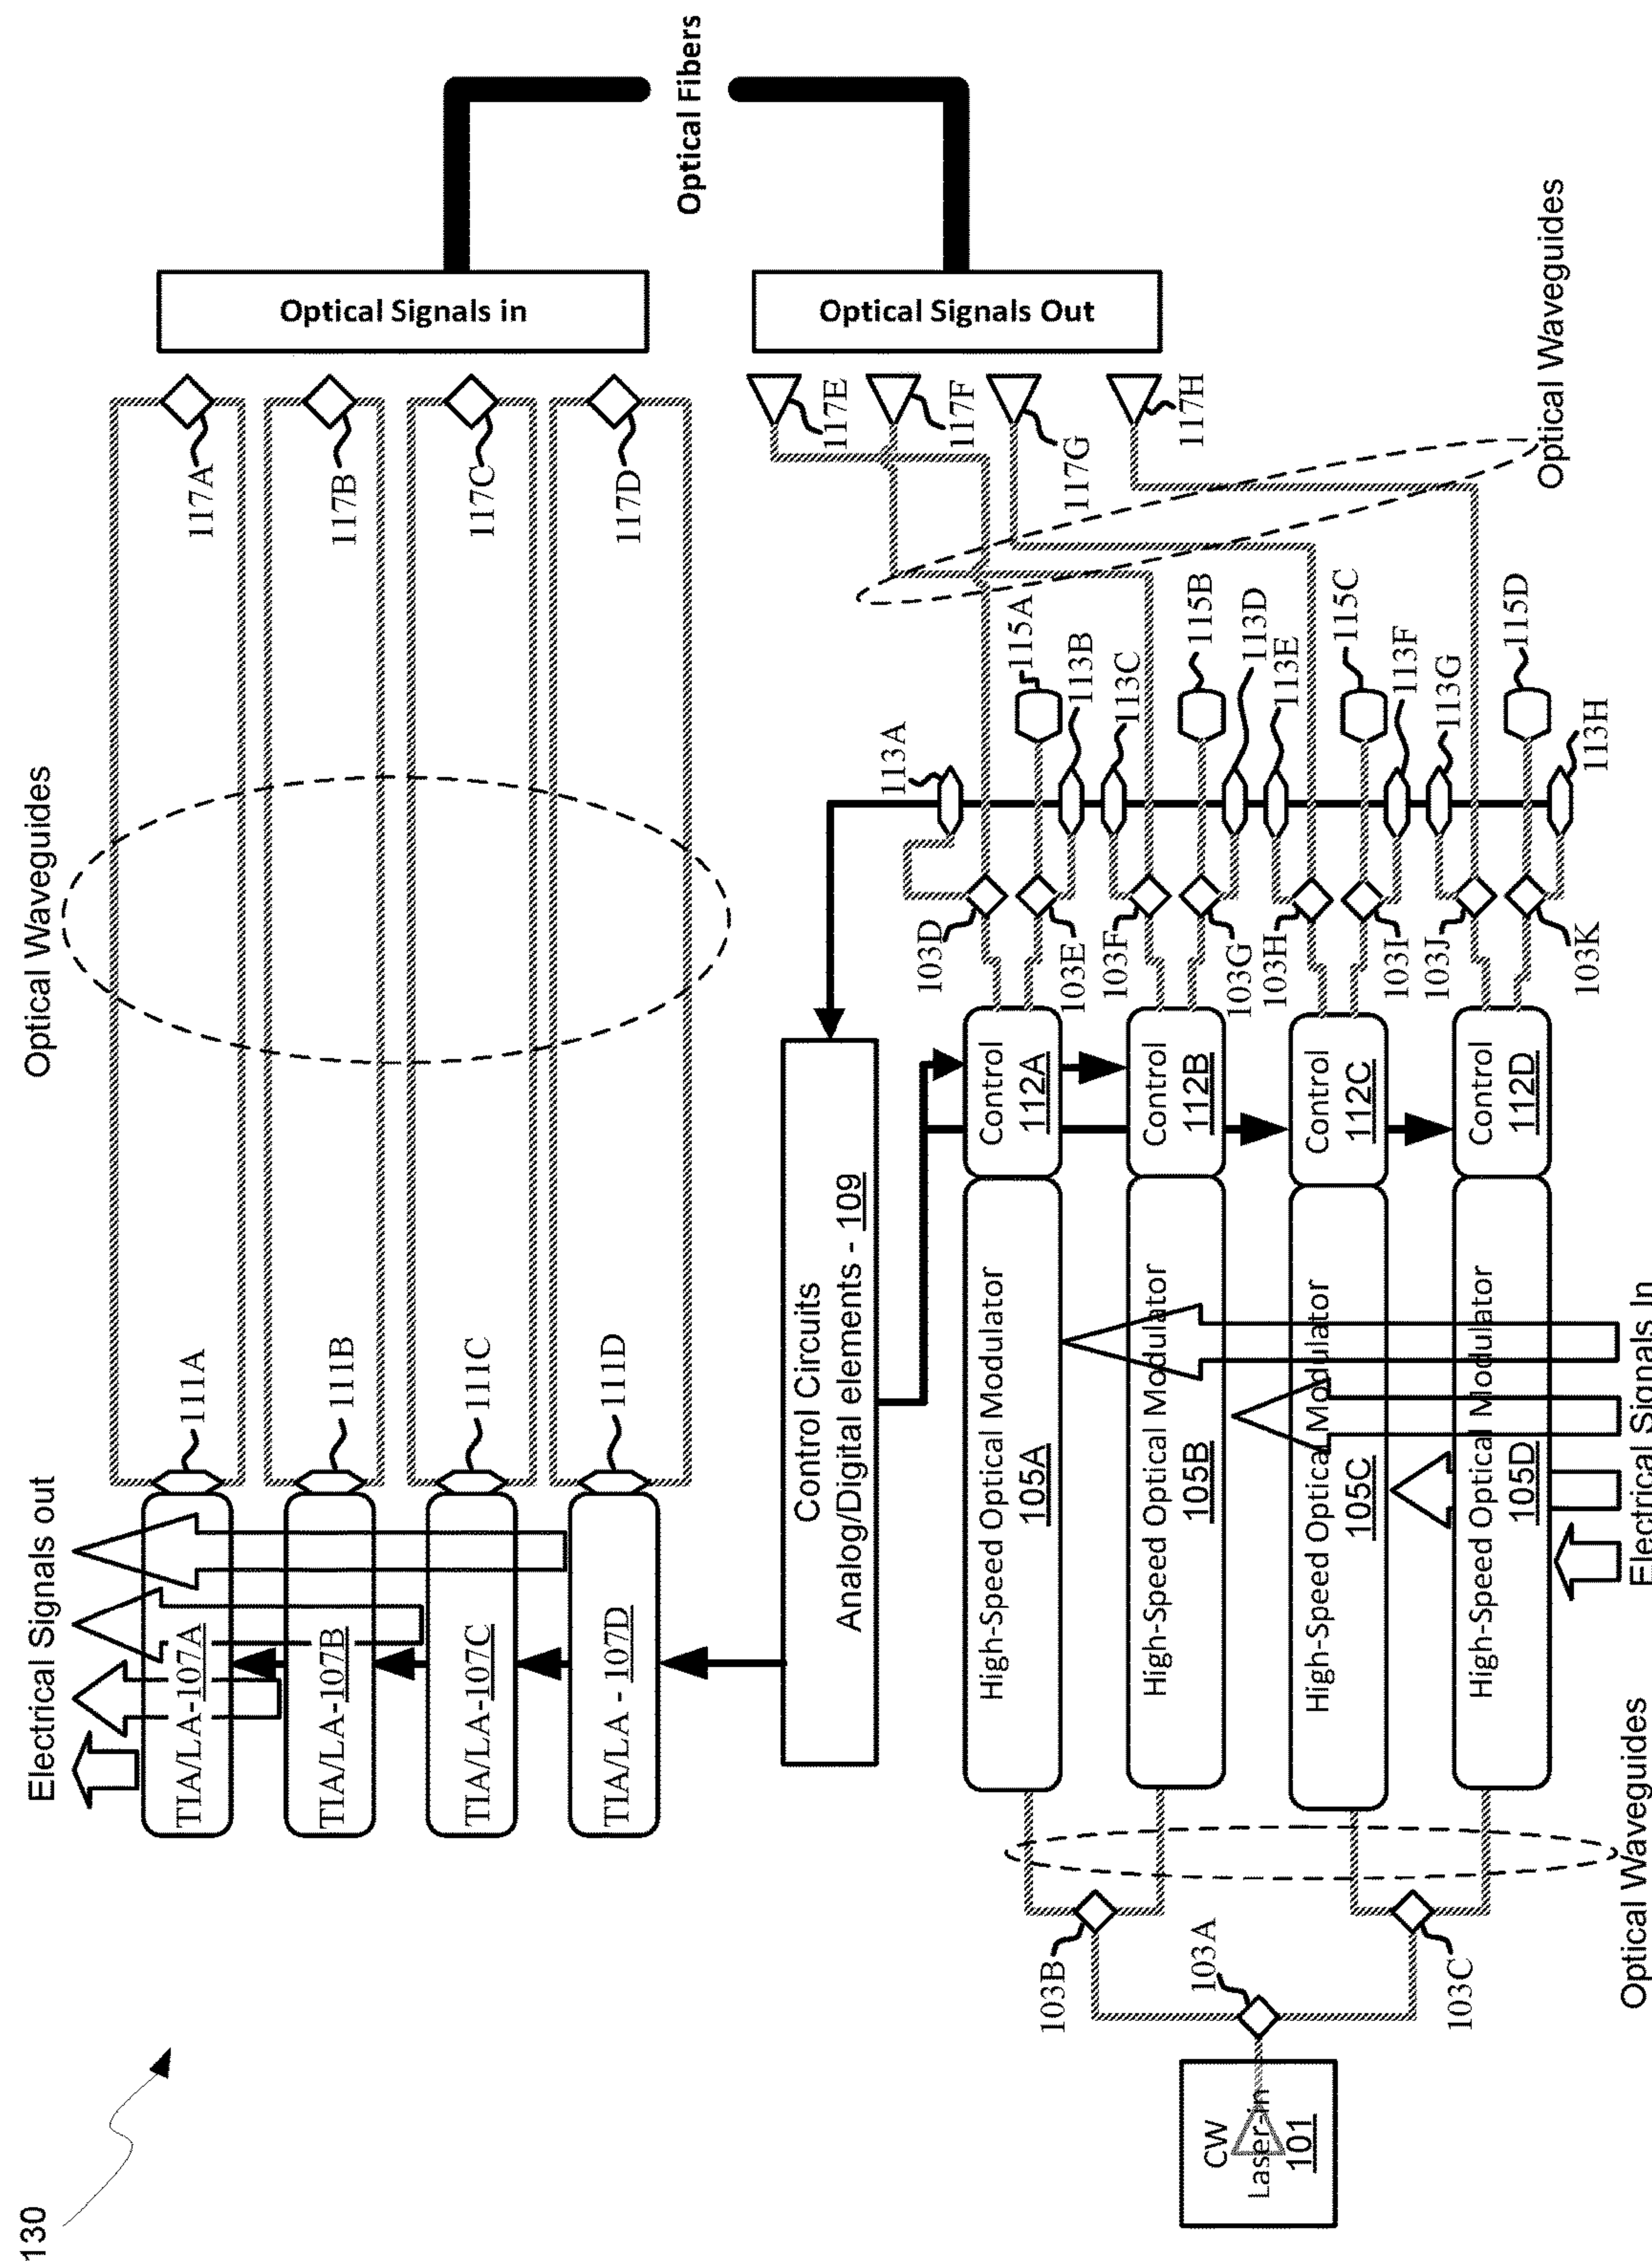 130
Electrical Signals out
Optical Waveguides
TIA/LA-107A
111A
117A
TIA/LA-107B
111B
117B
TIA/LA-107C
111C
117C
TIA/LA - 107D
111D
117D
Optical Signals in
Optical Fibers
Optical Signals Out
Control Circuits
Analog/Digital elements - 109
113A
117E
117F
117G
117H
High-Speed Optical Modulator
105A
Control
112A
103D
103E
115A
113B
113C
High-Speed Optical Modulator
105B
Control
112B
103F
103G
115B
113D
113E
High-Speed Optical Modulator
105C
Control
112C
103H
103I
115C
113F
113G
High-Speed Optical Modulator
105D
Control
112D
103J
103K
115D
113H
103B
103A
103C
CW
Laser-in
101
Optical Waveguides
Electrical Signals In
Optical Waveguides